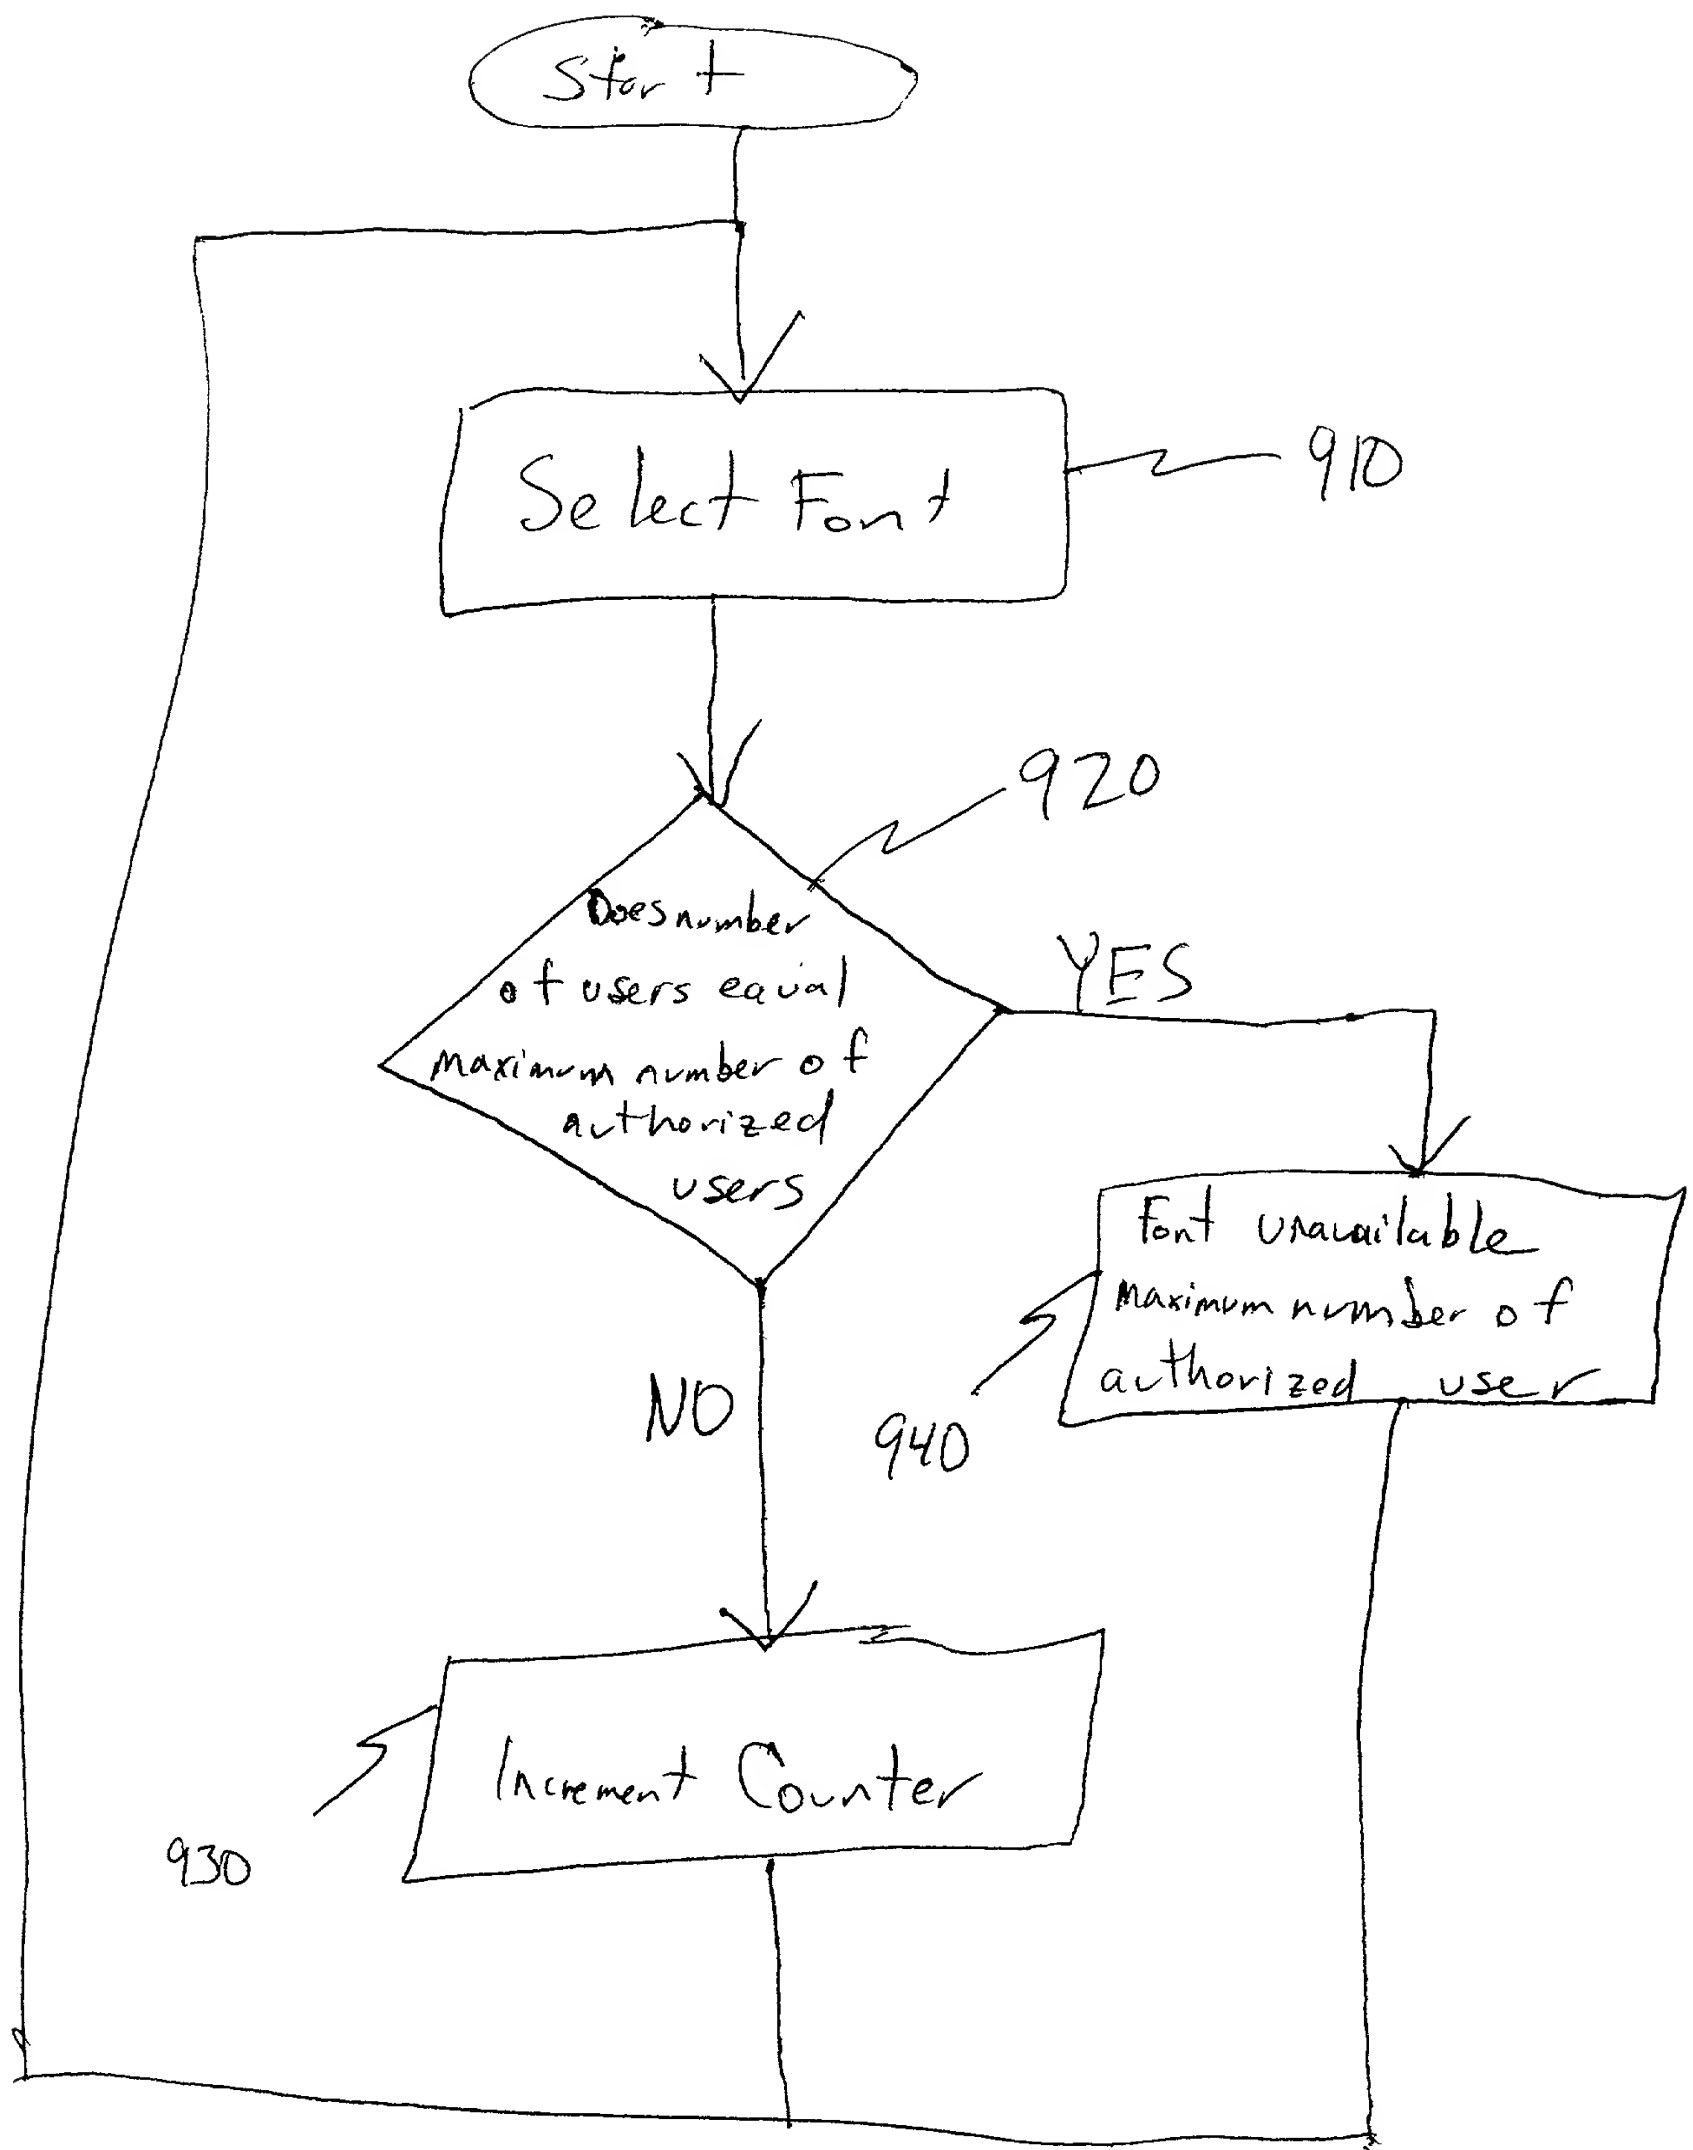 Start
Select Font
910
920
Does number
of users equal
maximum number of
authorized
users
YES
Font unavailable
maximum number of
authorized user
940
NO
Increment Counter
930